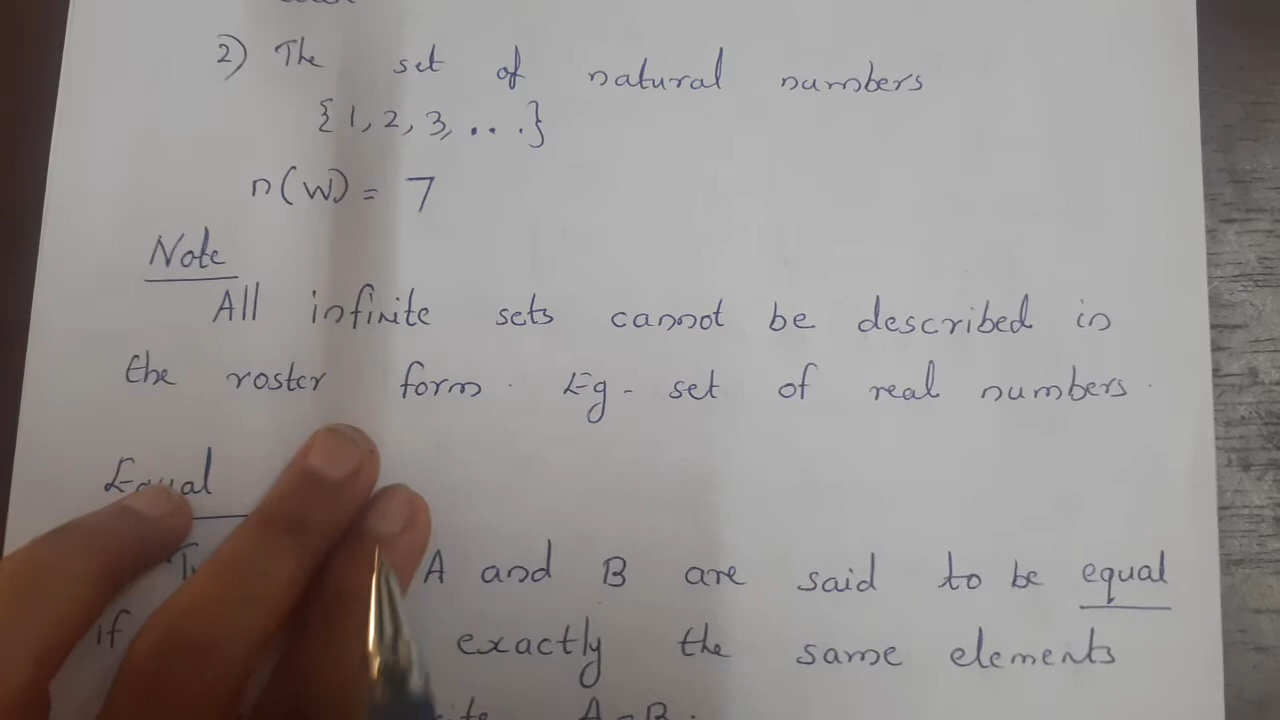 2) The set of natural numbers
{1, 2, 3, ...}
n(W) = 7
Note
All infinite sets cannot be described in
the roster form. Eg - set of real numbers.
Equal
A and B are said to be equal
if exactly the same elements
A = B.